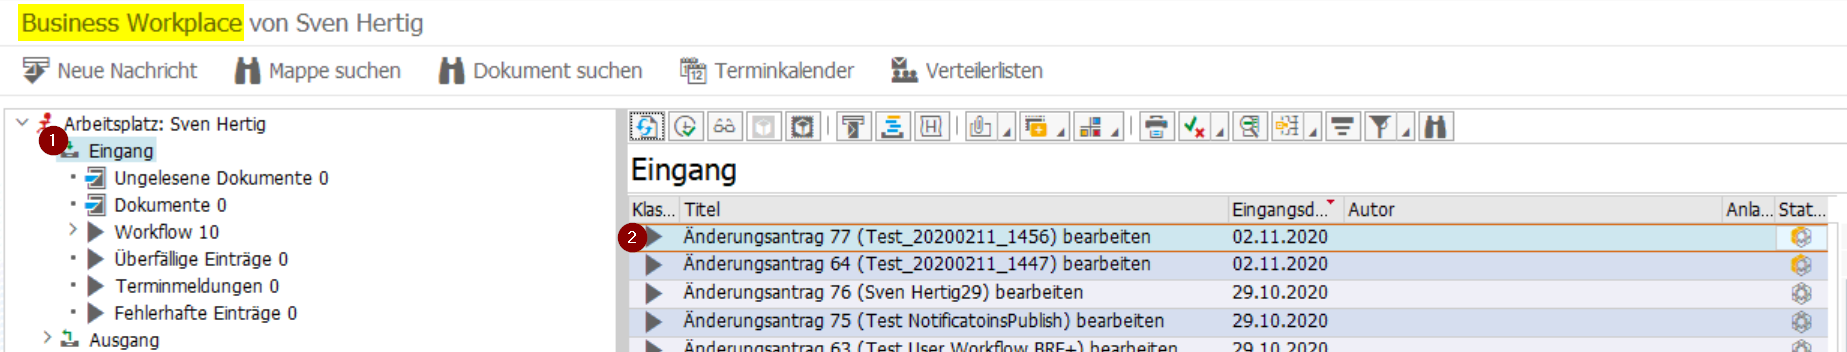 Business Workplace von Sven Hertig
Neue Nachricht Mappe suchen Dokument suchen Terminkalender Verteilerlisten
Arbeitsplatz: Sven Hertig
1
Eingang
Ungelesene Dokumente 0
Dokumente 0
Workflow 10
Überfällige Einträge 0
Terminmeldungen 0
Fehlerhafte Einträge 0
Ausgang
Eingang
Klas... Titel Eingangsd... Autor Anla... Stat...
2 Änderungsantrag 77 (Test_20200211_1456) bearbeiten 02.11.2020
Änderungsantrag 64 (Test_20200211_1447) bearbeiten 02.11.2020
Änderungsantrag 76 (Sven Hertig29) bearbeiten 29.10.2020
Änderungsantrag 75 (Test NotificatoinsPublish) bearbeiten 29.10.2020
Änderungsantrag 63 (Test User Workflow BRF+) bearbeiten 29.10.2020